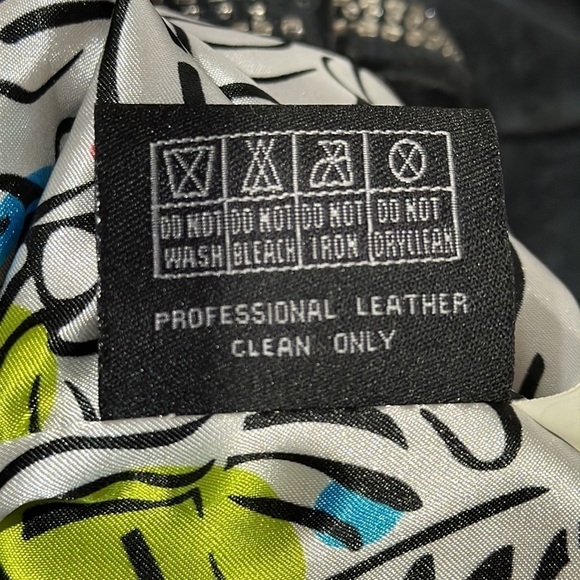 DO NOT DO NOT DO NOT DO NOT
WASH BLEACH IRON DRYCLEAN
PROFESSIONAL LEATHER
CLEAN ONLY